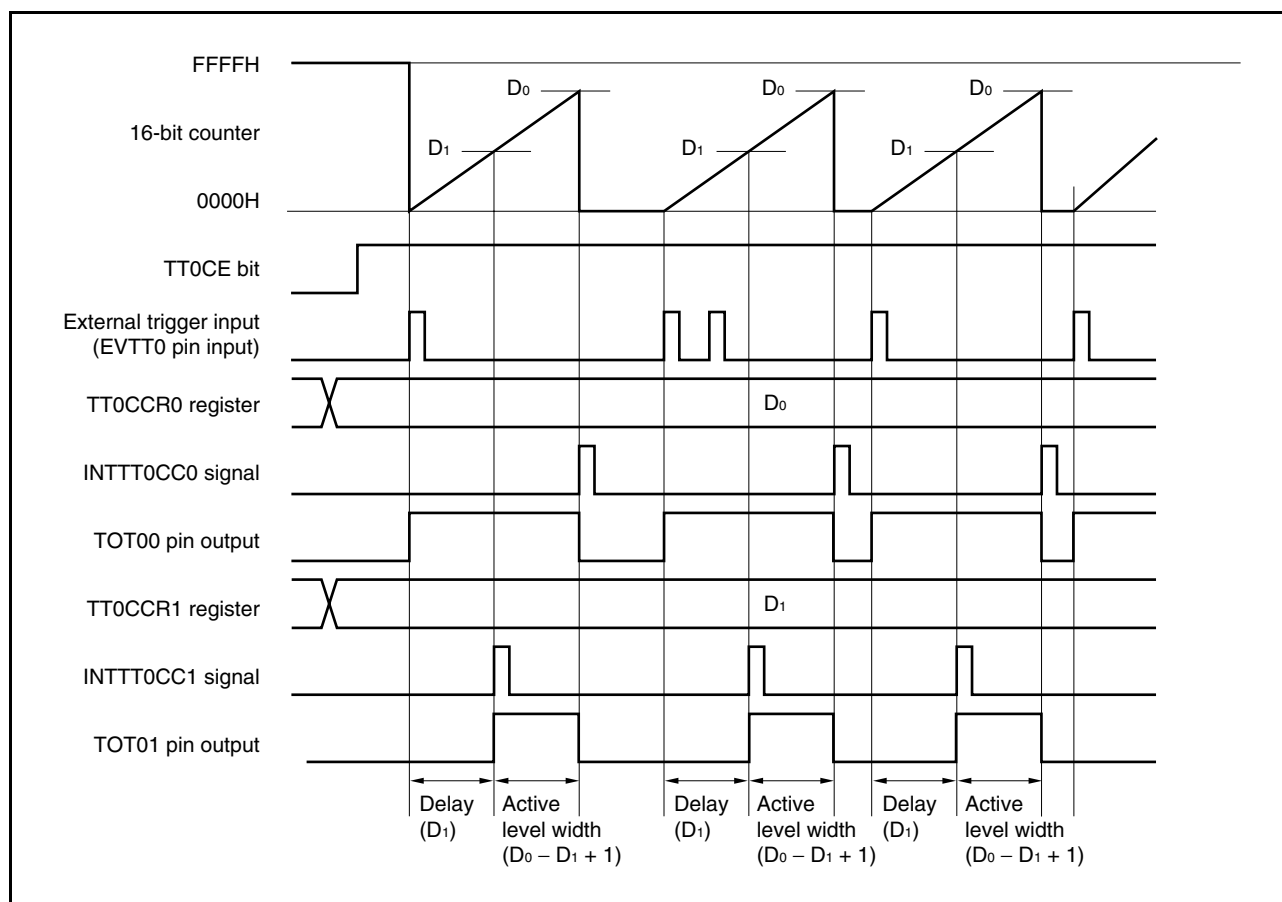 FFFFH
D0
D0
D0
16-bit counter
D1
D1
D1
0000H
TT0CE bit
External trigger input
(EVTT0 pin input)
TT0CCR0 register
D0
INTTT0CC0 signal
TOT00 pin output
TT0CCR1 register
D1
INTTT0CC1 signal
TOT01 pin output
Delay
(D1)
Active
level width
(D0 − D1 + 1)
Delay
(D1)
Active
level width
(D0 − D1 + 1)
Delay
(D1)
Active
level width
(D0 − D1 + 1)